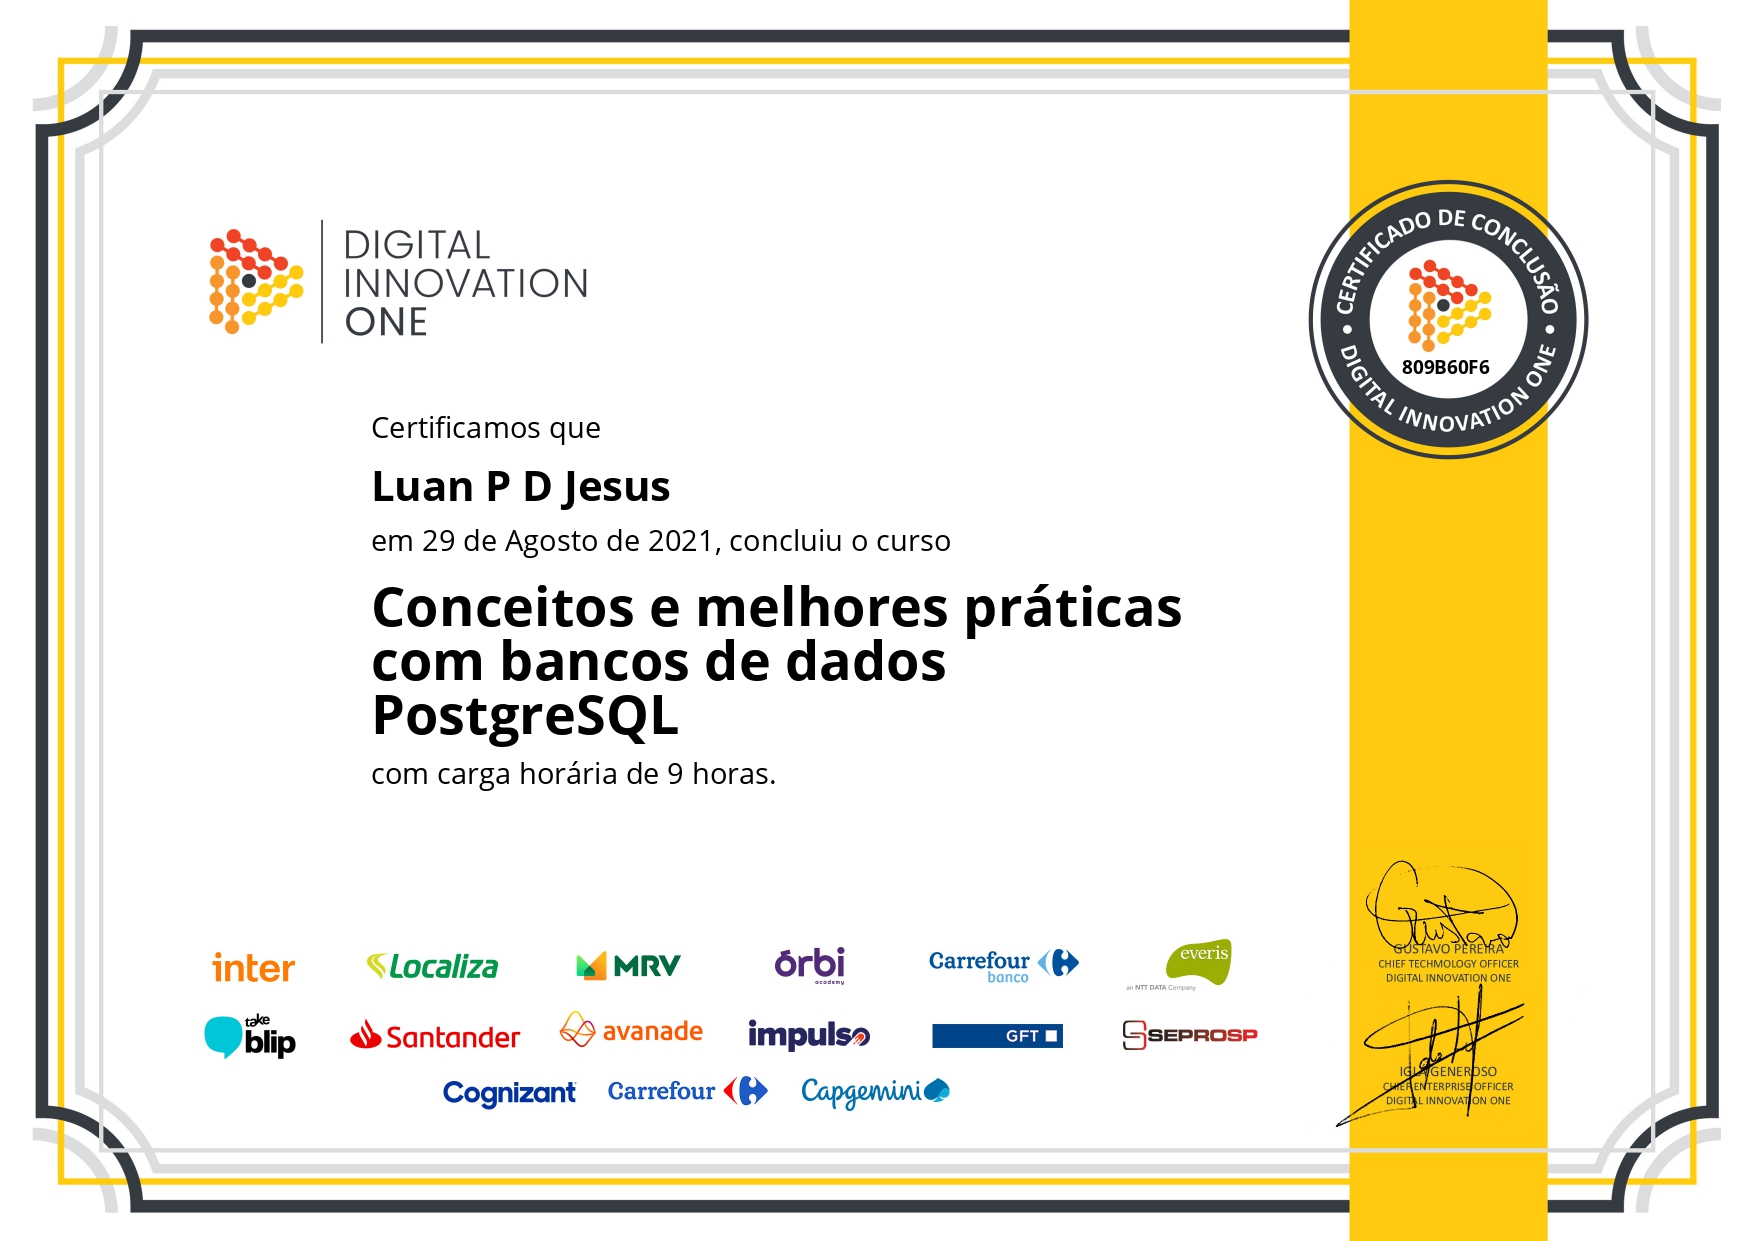 DIGITAL
INNOVATION
ONE
CERTIFICADO DE CONCLUSÃO
809B60F6
DIGITAL INNOVATION ONE
Certificamos que
Luan P D Jesus
em 29 de Agosto de 2021, concluiu o curso
Conceitos e melhores práticas
com bancos de dados
PostgreSQL
com carga horária de 9 horas.
inter
Localiza
MRV
órbi
academy
Carrefour
banco
everis
an NTT DATA Company
take
blip
Santander
avanade
impulso
GFT
SEPROSP
Cognizant
Carrefour
Capgemini
Gustavo
GUSTAVO PEREIRA
CHIEF TECHMOLOGY OFFICER
DIGITAL INNOVATION ONE
IGLA GENEROSO
CHIEF ENTERPRISE OFFICER
DIGITAL INNOVATION ONE